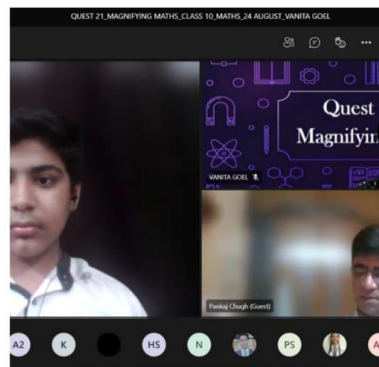 QUEST 21_MAGNIFYING MATHS_CLASS 10_MATHS_24 AUGUST_VANITA GOEL
Quest
Magnifyin
VANITA GOEL
Pankaj Chugh (Guest)
A2 K HS N PS A